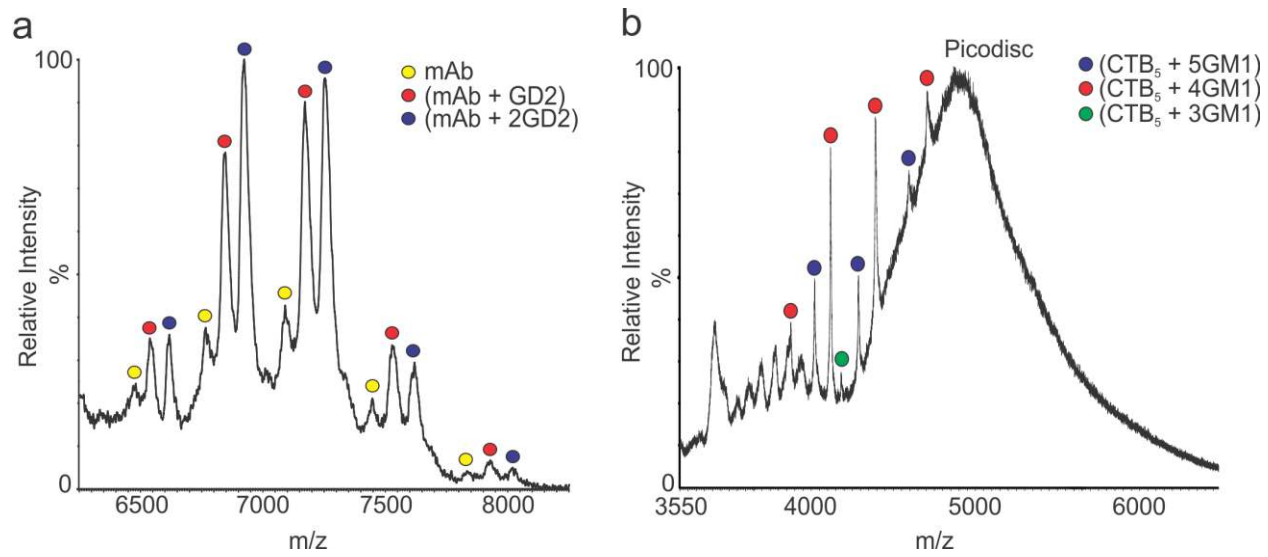 a
100
mAb
(mAb + GD2)
(mAb + 2GD2)
Relative Intensity
%
0
6500 7000 7500 8000
m/z
b
Picodisc
100
(CTB₅ + 5GM1)
(CTB₅ + 4GM1)
(CTB₅ + 3GM1)
Relative Intensity
%
0
3550 4000 5000 6000
m/z